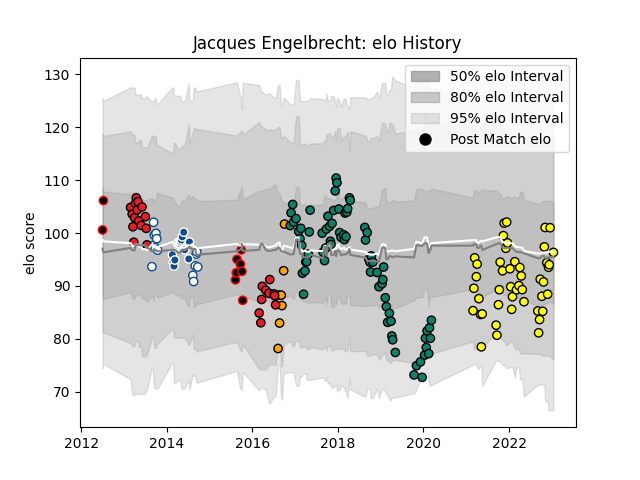 Jacques Engelbrecht: elo History
50% elo Interval
80% elo Interval
95% elo Interval
Post Match elo
elo score
130
120
110
100
90
80
70
2012
2014
2016
2018
2020
2022